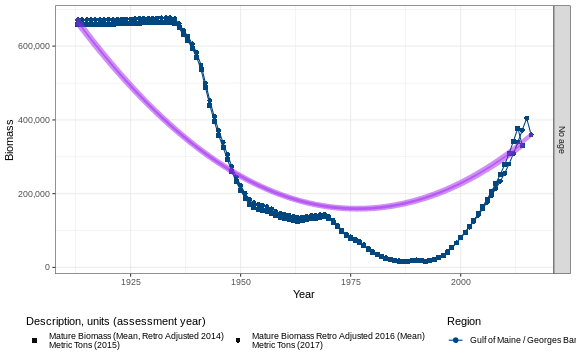 600,000
400,000
200,000
0
Biomass
No age
1925
1950
1975
2000
Year
Description, units (assessment year)
Mature Biomass (Mean, Retro Adjusted 2014)
Metric Tons (2015)
Mature Biomass Retro Adjusted 2016 (Mean)
Metric Tons (2017)
Region
Gulf of Maine / Georges Ba